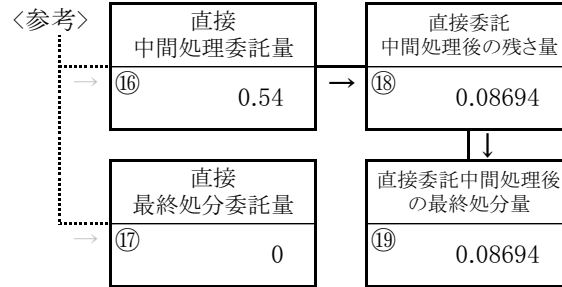 〈参考〉
直接
中間処理委託量
⑯
0.54
→
→
直接委託
中間処理後の残さ量
⑱
0.08694
↓
直接
最終処分委託量
→
⑰
0
直接委託中間処理後
の最終処分量
⑲
0.08694